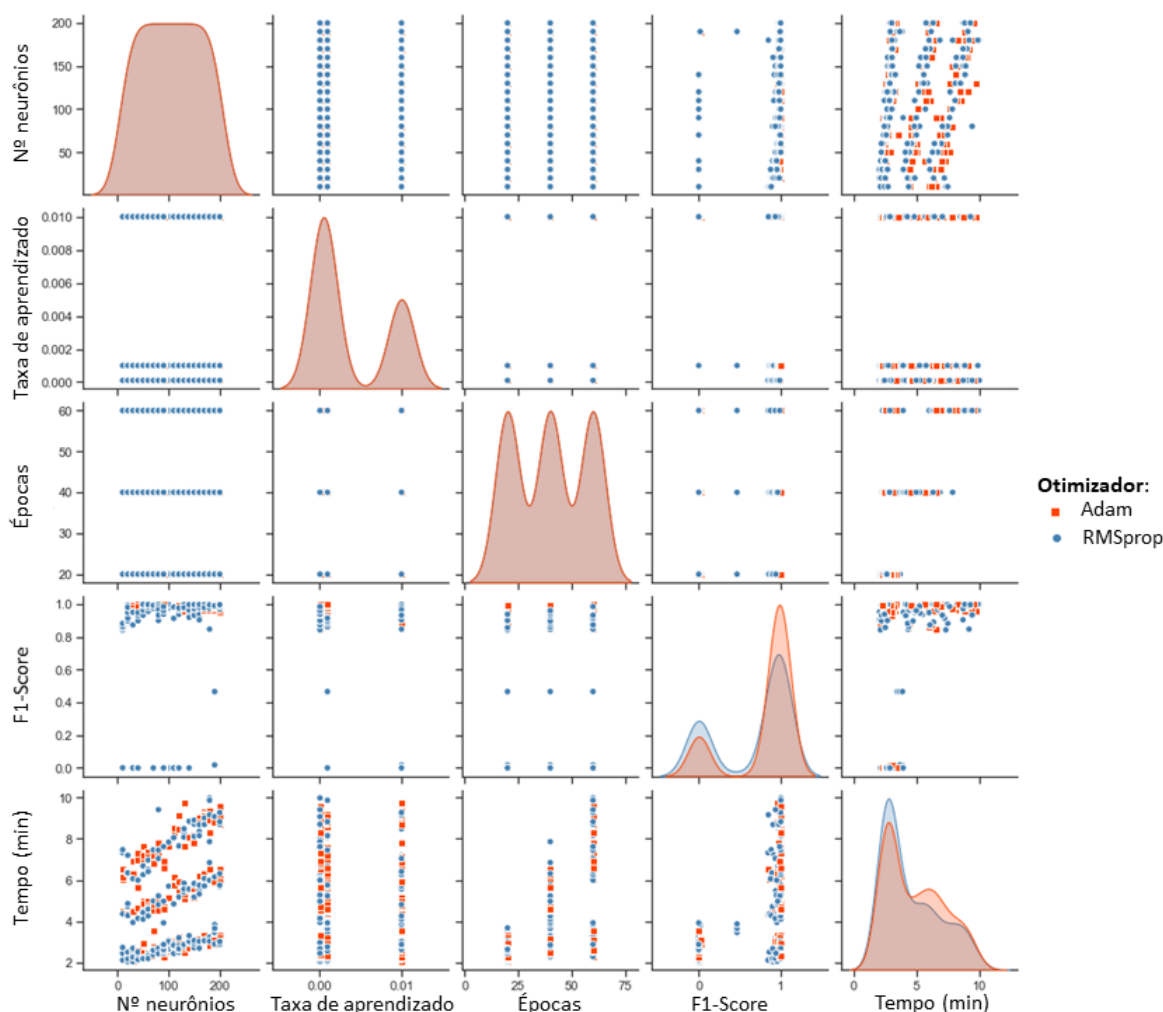 Nº neurônios
200
150
100
50
Taxa de aprendizado
0.010
0.008
0.006
0.004
0.002
0.000
Épocas
60
50
40
30
20
F1-Score
1.0
0.8
0.6
0.4
0.2
0.0
Tempo (min)
10
8
6
4
2
0 100 200
0.00 0.01
0 25 50 75
0 1
0 5 10
Nº neurônios
Taxa de aprendizado
Épocas
F1-Score
Tempo (min)
Otimizador:
Adam
RMSprop